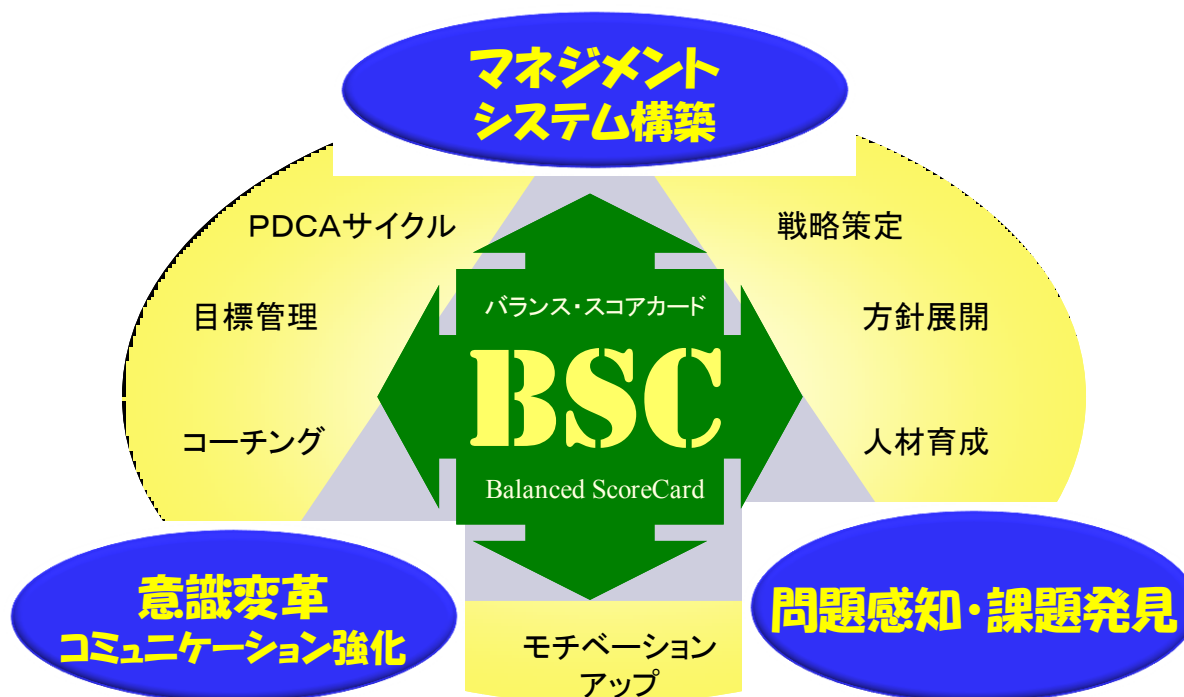 マネジメント
システム構築
PDCAサイクル
戦略策定
目標管理
バランス・スコアカード
方針展開
BSC
コーチング
人材育成
Balanced ScoreCard
意識変革
コミュニケーション強化
問題感知・課題発見
モチベーション
アップ